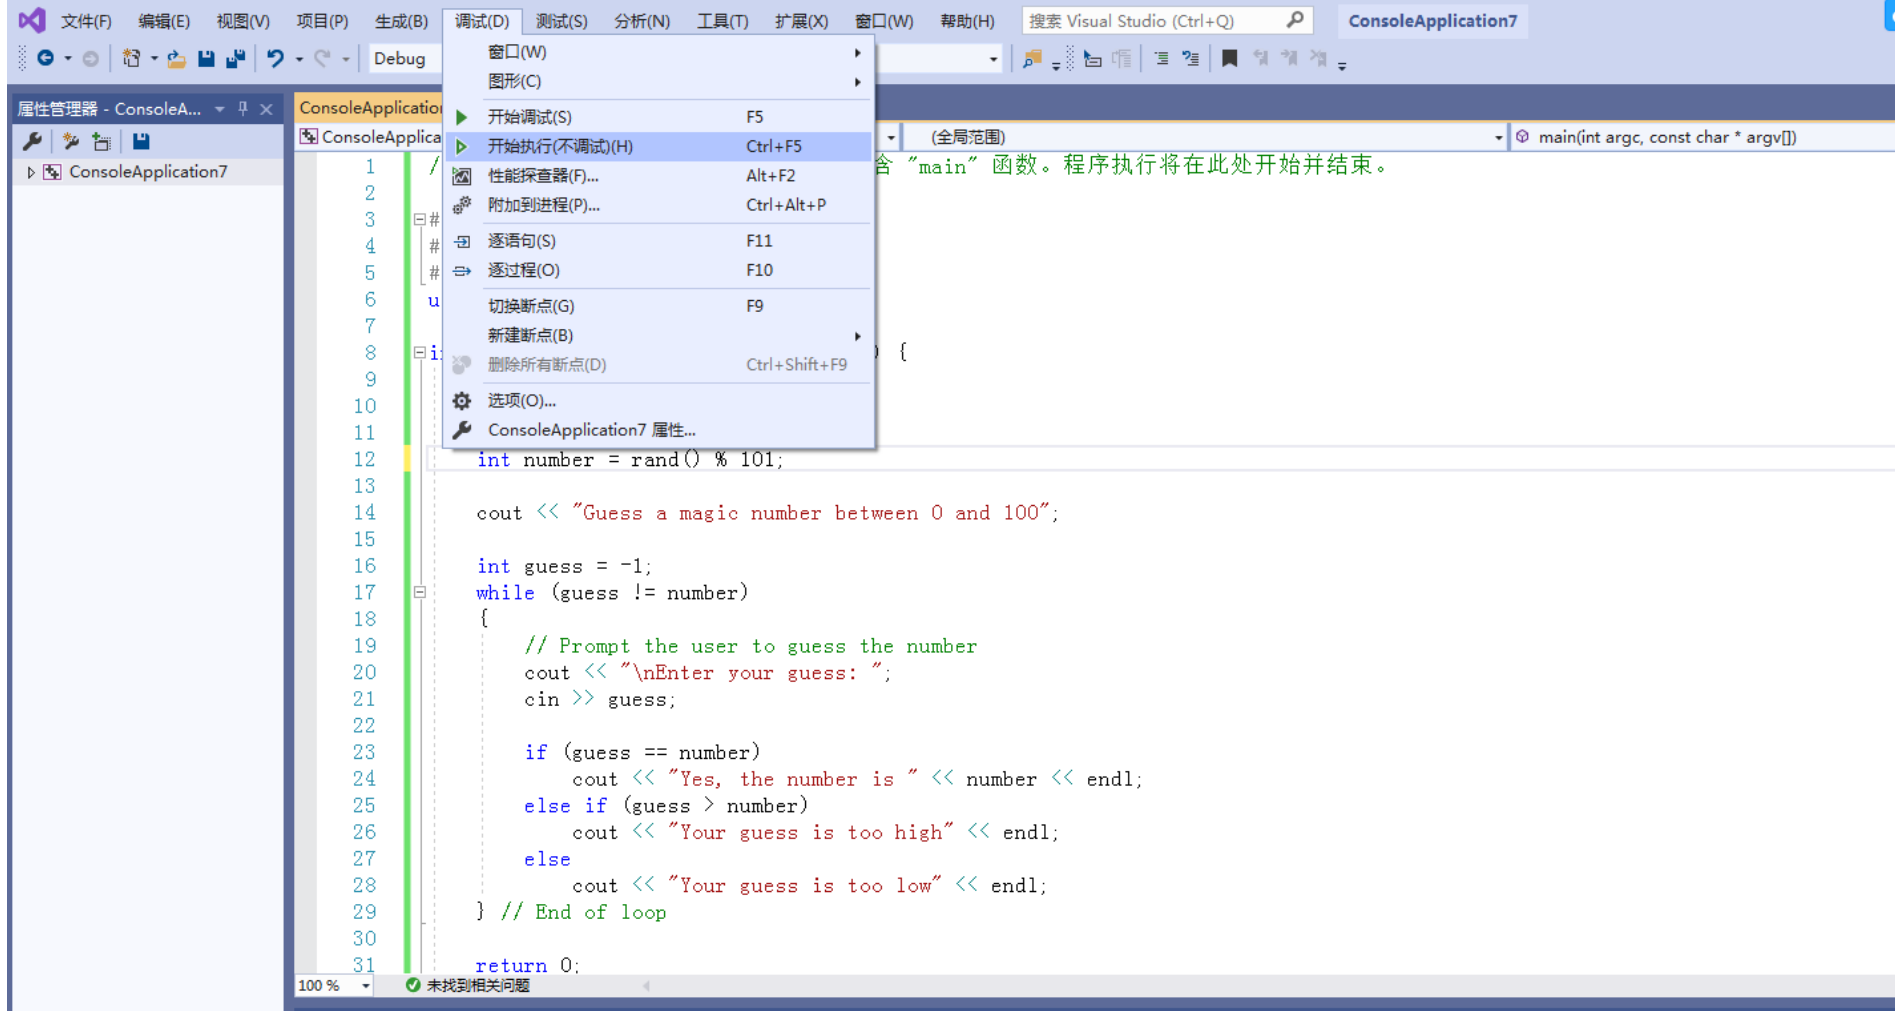 文件(F) 编辑(E) 视图(V) 项目(P) 生成(B) 调试(D) 测试(S) 分析(N) 工具(T) 扩展(X) 窗口(W) 帮助(H) 搜索 Visual Studio (Ctrl+Q) ConsoleApplication7
Debug
属性管理器 - ConsoleA...
ConsoleApplication7
ConsoleApplication
ConsoleApplica
(全局范围)
main(int argc, const char * argv[])
窗口(W)
图形(C)
开始调试(S) F5
开始执行(不调试)(H) Ctrl+F5
性能探查器(F)... Alt+F2
附加到进程(P)... Ctrl+Alt+P
逐语句(S) F11
逐过程(O) F10
切换断点(G) F9
新建断点(B)
删除所有断点(D) Ctrl+Shift+F9
选项(O)...
ConsoleApplication7 属性...
1 / 含 "main" 函数。程序执行将在此处开始并结束。
2
3 #
4 #
5 #
6 u
7
8 i ) {
9
10
11
12 int number = rand() % 101;
13
14 cout << "Guess a magic number between 0 and 100";
15
16 int guess = -1;
17 while (guess != number)
18 {
19 // Prompt the user to guess the number
20 cout << "\nEnter your guess: ";
21 cin >> guess;
22
23 if (guess == number)
24 cout << "Yes, the number is " << number << endl;
25 else if (guess > number)
26 cout << "Your guess is too high" << endl;
27 else
28 cout << "Your guess is too low" << endl;
29 } // End of loop
30
31 return 0;
100 % 未找到相关问题